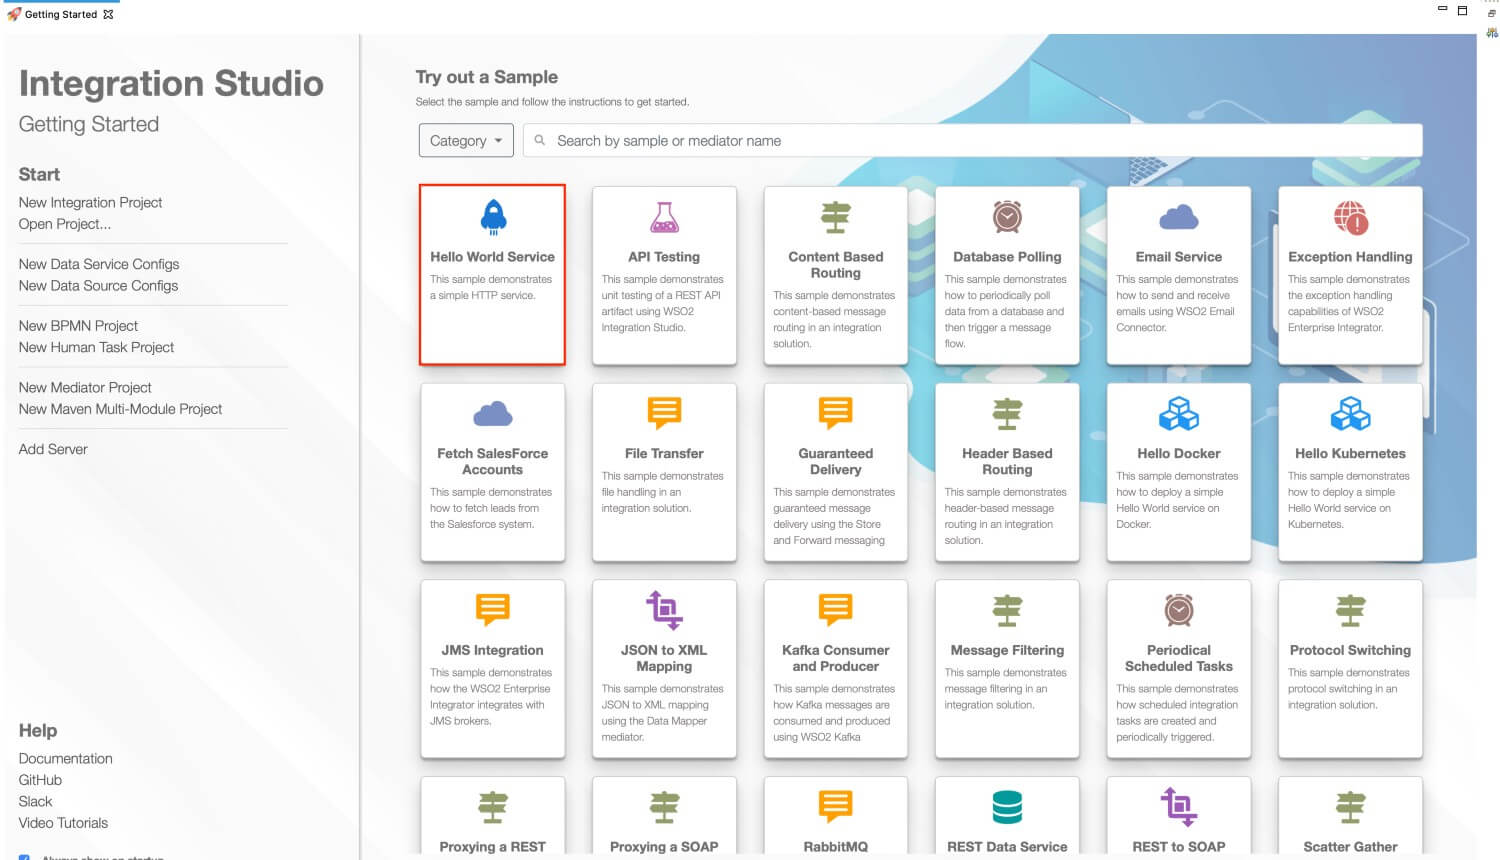 Getting Started
Integration Studio
Getting Started
Start
New Integration Project
Open Project...
New Data Service Configs
New Data Source Configs
New BPMN Project
New Human Task Project
New Mediator Project
New Maven Multi-Module Project
Add Server
Help
Documentation
GitHub
Slack
Video Tutorials
Always show on startup
Try out a Sample
Select the sample and follow the instructions to get started.
Category
Search by sample or mediator name
Hello World Service
This sample demonstrates
a simple HTTP service.
API Testing
This sample demonstrates
unit testing of a REST API
artifact using WSO2
Integration Studio.
Content Based
Routing
This sample demonstrates
content-based message
routing in an integration
solution.
Database Polling
This sample demonstrates
how to periodically poll
data from a database and
then trigger a message
flow.
Email Service
This sample demonstrates
how to send and receive
emails using WSO2 Email
Connector.
Exception Handling
This sample demonstrates
the exception handling
capabilities of WSO2
Enterprise Integrator.
Fetch SalesForce
Accounts
This sample demonstrates
how to fetch leads from
the Salesforce system.
File Transfer
This sample demonstrates
file handling in an
integration solution.
Guaranteed
Delivery
This sample demonstrates
guaranteed message
delivery using the Store
and Forward messaging
Header Based
Routing
This sample demonstrates
header-based message
routing in an integration
solution.
Hello Docker
This sample demonstrates
how to deploy a simple
Hello World service on
Docker.
Hello Kubernetes
This sample demonstrates
how to deploy a simple
Hello World service on
Kubernetes.
JMS Integration
This sample demonstrates
how the WSO2 Enterprise
Integrator integrates with
JMS brokers.
JSON to XML
Mapping
This sample demonstrates
JSON to XML mapping
using the Data Mapper
mediator.
Kafka Consumer
and Producer
This sample demonstrates
how Kafka messages are
consumed and produced
using WSO2 Kafka
Message Filtering
This sample demonstrates
message filtering in an
integration solution.
Periodical
Scheduled Tasks
This sample demonstrates
how scheduled integration
tasks are created and
periodically triggered.
Protocol Switching
This sample demonstrates
protocol switching in an
integration solution.
Proxying a REST
Proxying a SOAP
RabbitMQ
REST Data Service
REST to SOAP
Scatter Gather